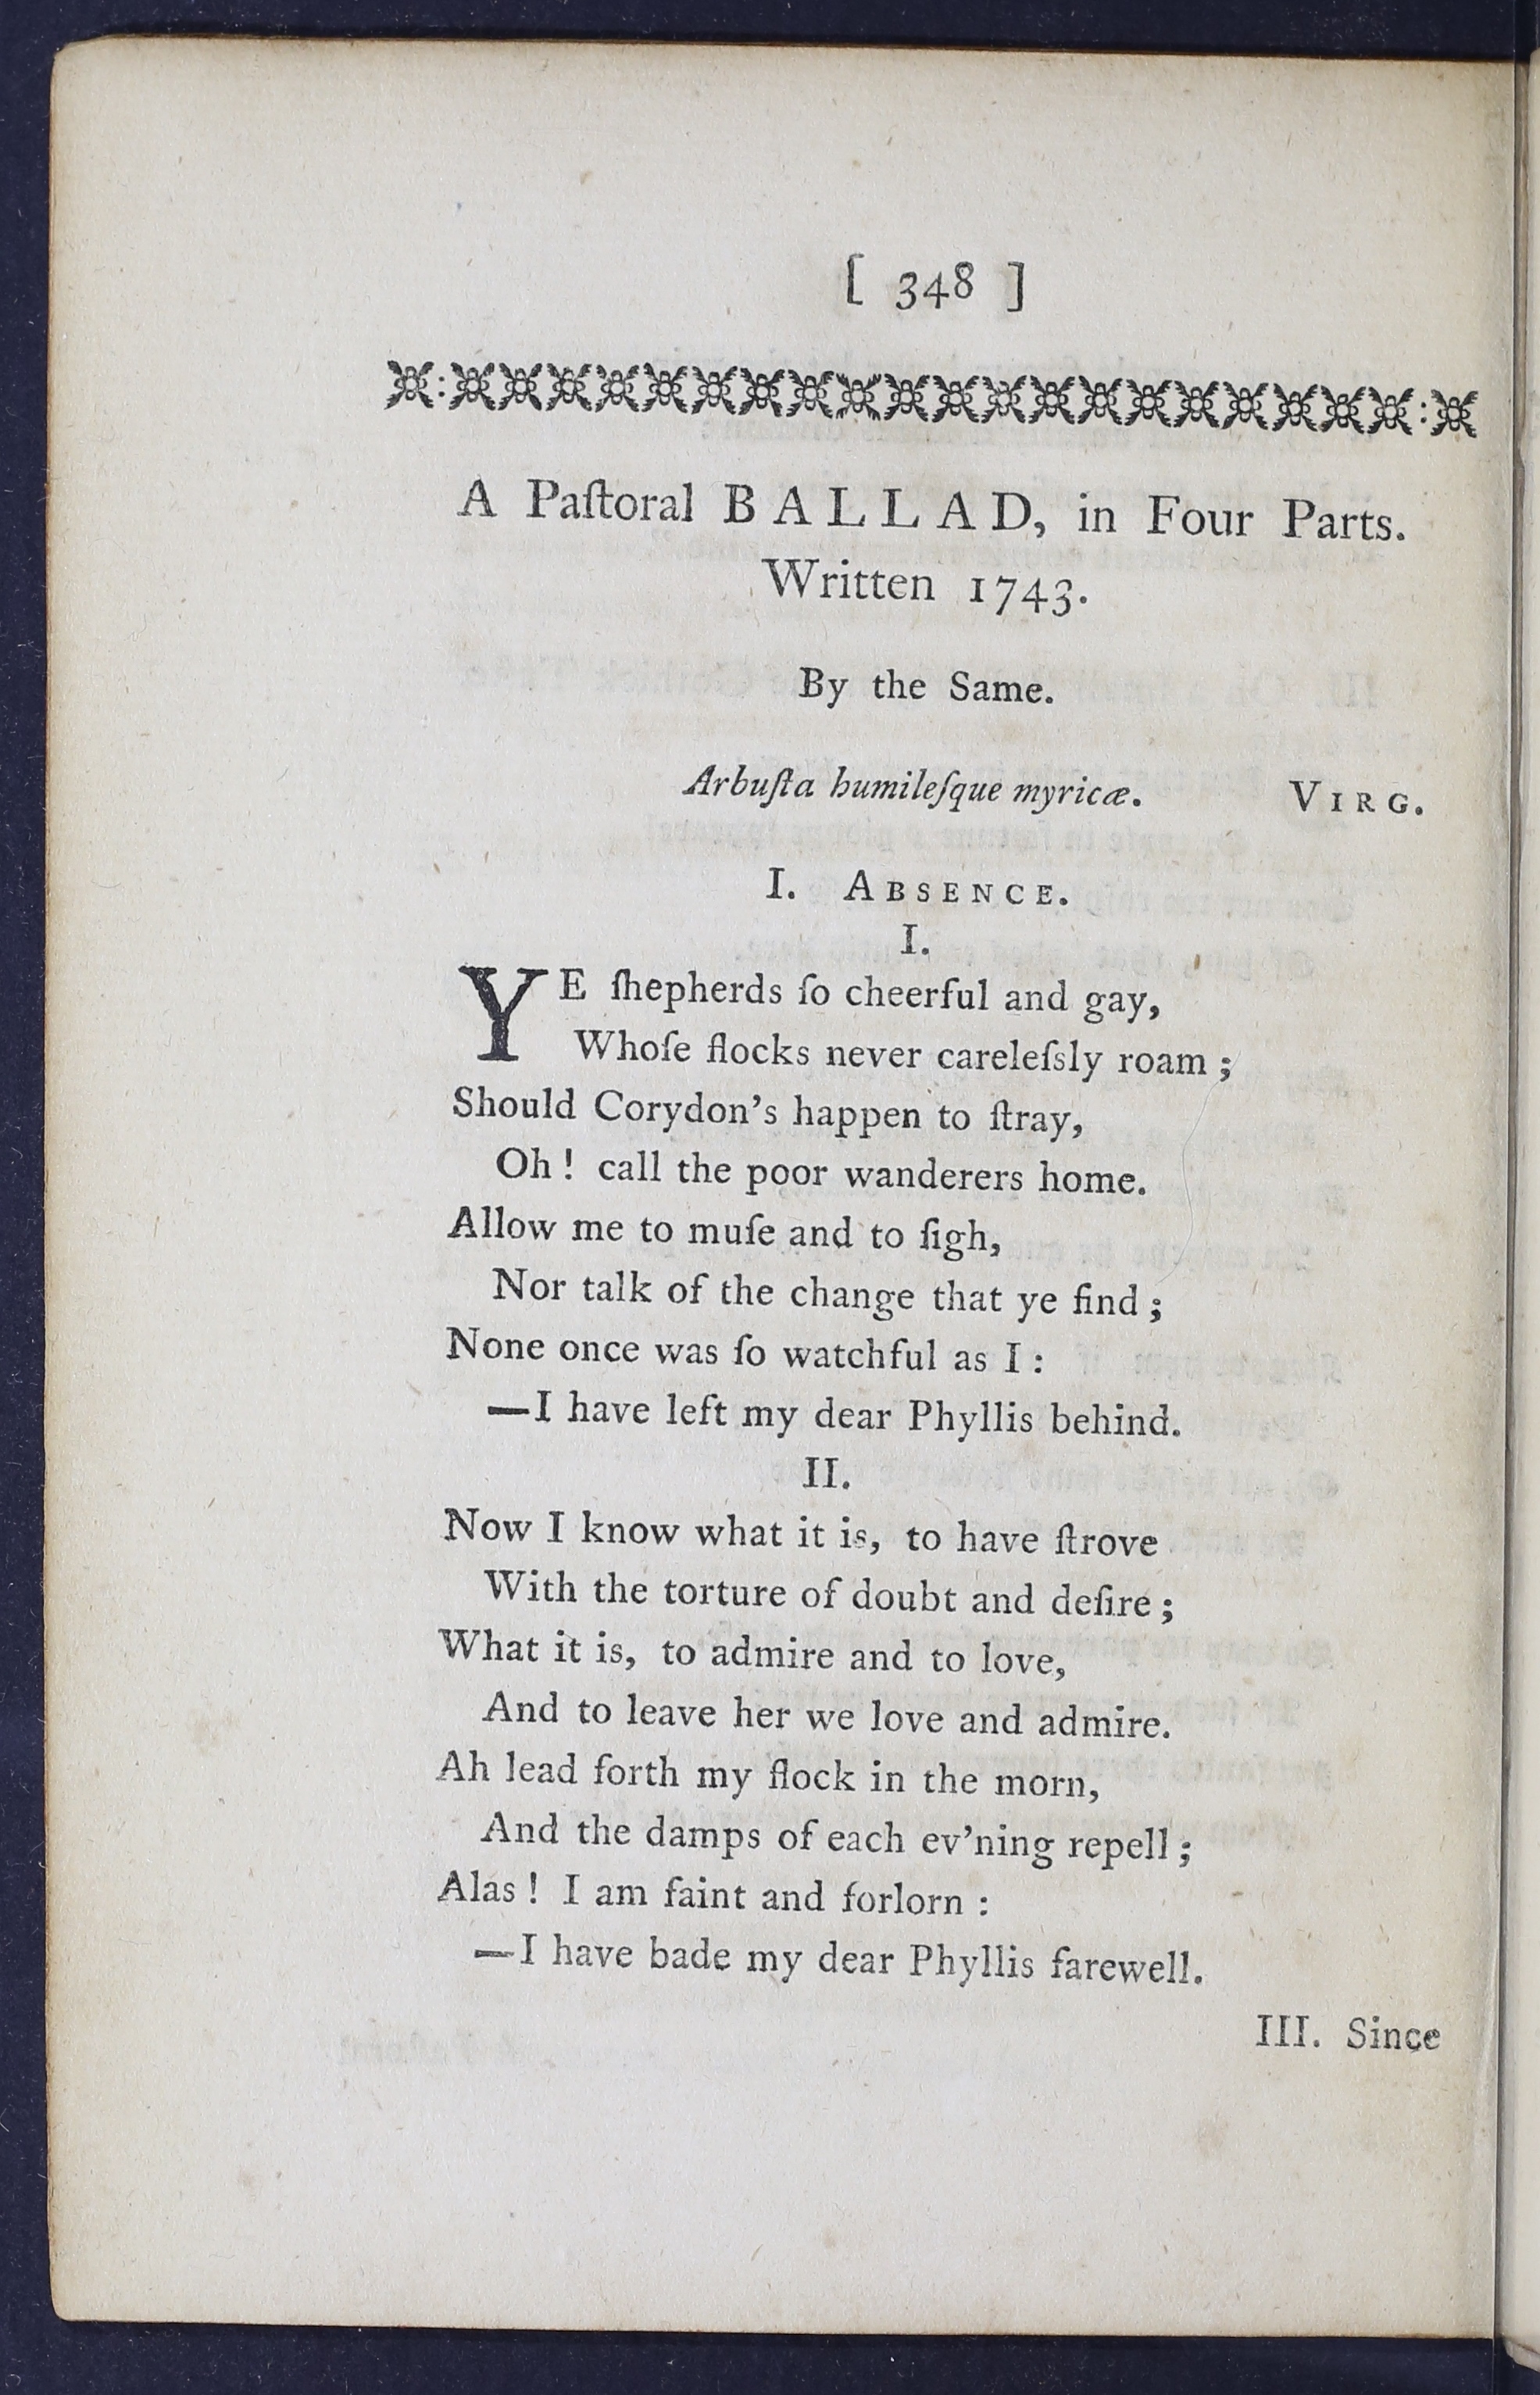 [ 348 ]
A Paſtoral BALLAD, in Four Parts.
Written 1743.
By the Same.
Arbuſta humileſque myricæ. VIRG.
I. ABSENCE.
I.
YE ſhepherds ſo cheerful and gay,
Whoſe flocks never careleſsly roam ;
Should Corydon’s happen to ſtray,
Oh ! call the poor wanderers home.
Allow me to muſe and to ſigh,
Nor talk of the change that ye find ;
None once was ſo watchful as I :
—I have left my dear Phyllis behind.
II.
Now I know what it is, to have ſtrove
With the torture of doubt and deſire ;
What it is, to admire and to love,
And to leave her we love and admire.
Ah lead forth my flock in the morn,
And the damps of each ev’ning repell ;
Alas ! I am faint and forlorn :
—I have bade my dear Phyllis farewell.
III. Since